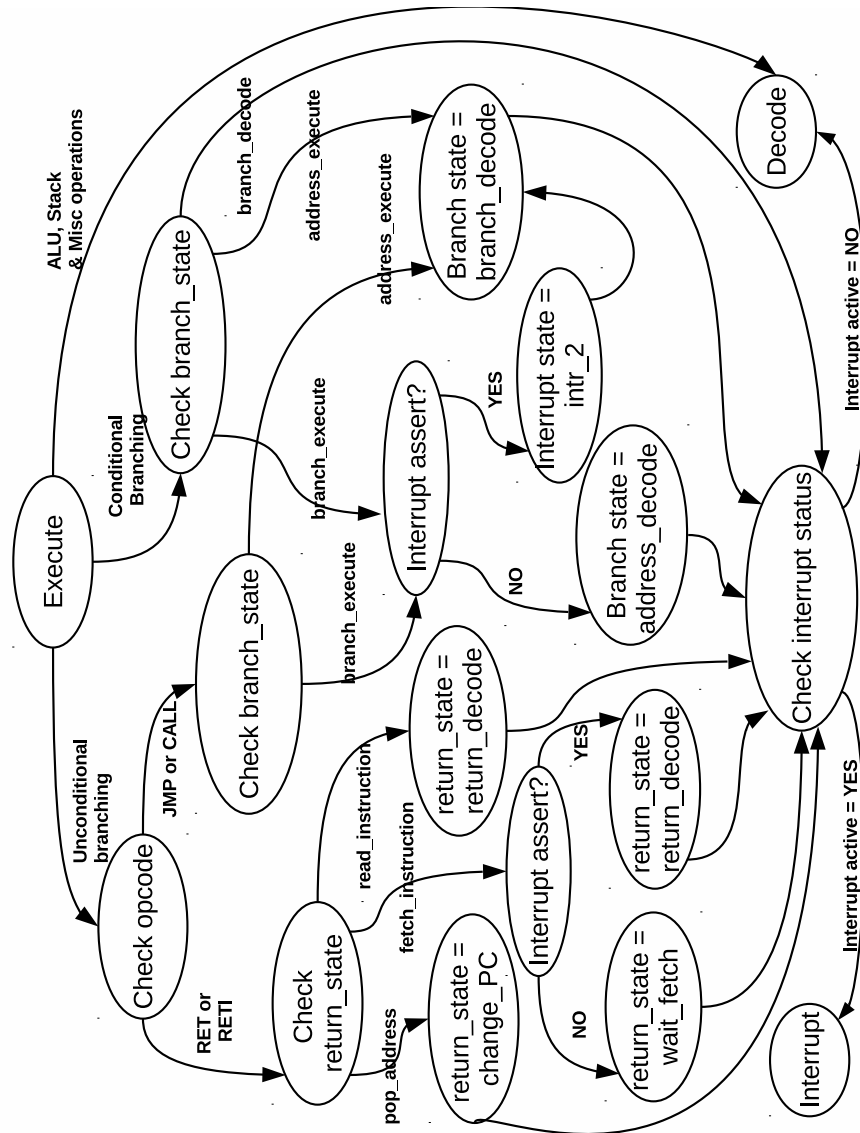 Execute
ALU, Stack
& Misc operations
Conditional
Branching
Unconditional
branching
Check branch_state
branch_decode
address_execute
branch_execute
Check opcode
JMP or CALL
RET or
RETI
Check branch_state
address_execute
branch_execute
Check
return_state
read_instruction
fetch_instruction
pop_address
Branch state =
branch_decode
Interrupt assert?
YES
NO
Interrupt state =
intr_2
Branch state =
address_decode
return_state =
return_decode
return_state =
change_PC
Interrupt assert?
YES
NO
return_state =
return_decode
return_state =
wait_fetch
Decode
Check interrupt status
Interrupt
Interrupt active = NO
Interrupt active = YES